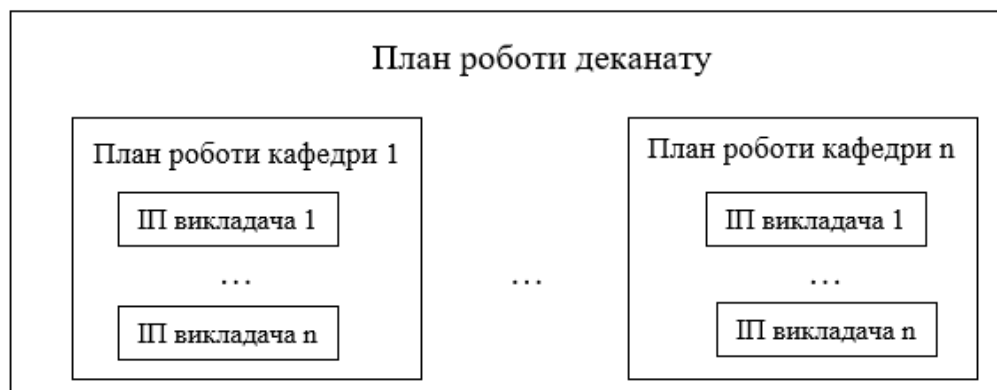 План роботи деканату
План роботи кафедри 1
ІП викладача 1
…
ІП викладача n
…
План роботи кафедри n
ІП викладача 1
…
ІП викладача n